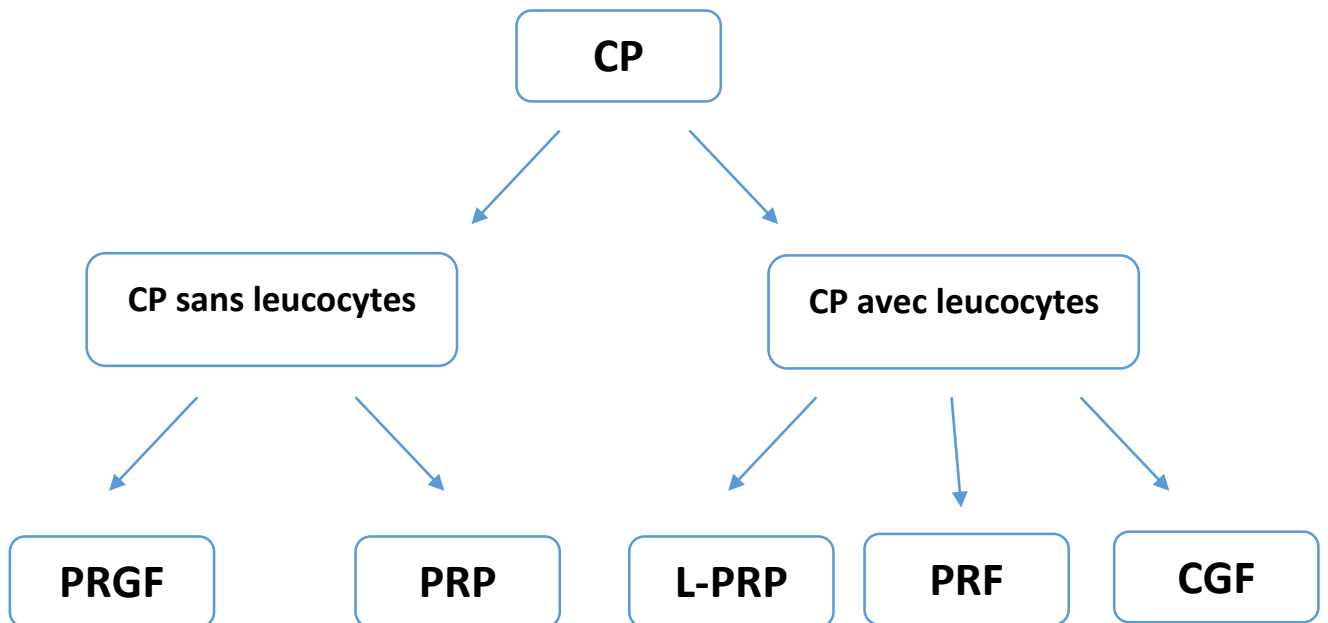 CP
CP sans leucocytes
CP avec leucocytes
PRGF
PRP
L-PRP
PRF
CGF